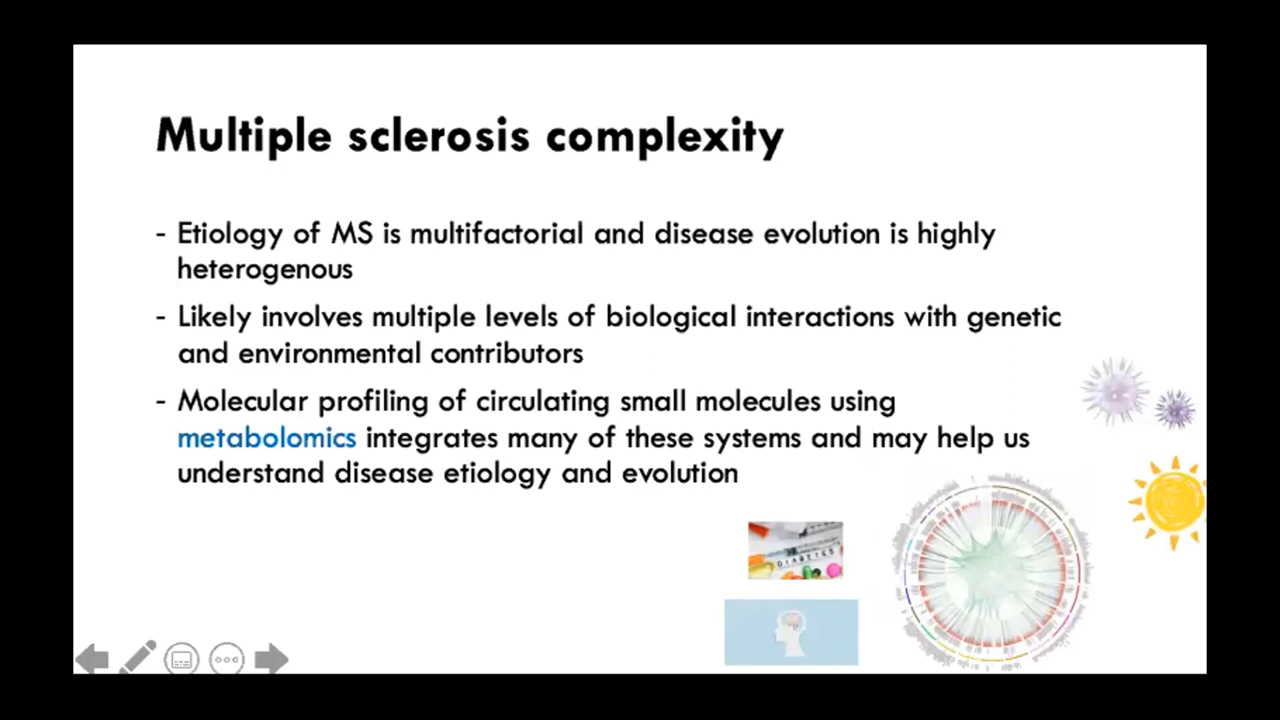 Multiple sclerosis complexity
- Etiology of MS is multifactorial and disease evolution is highly
heterogenous
- Likely involves multiple levels of biological interactions with genetic
and environmental contributors
- Molecular profiling of circulating small molecules using
metabolomics integrates many of these systems and may help us
understand disease etiology and evolution
DIABETES